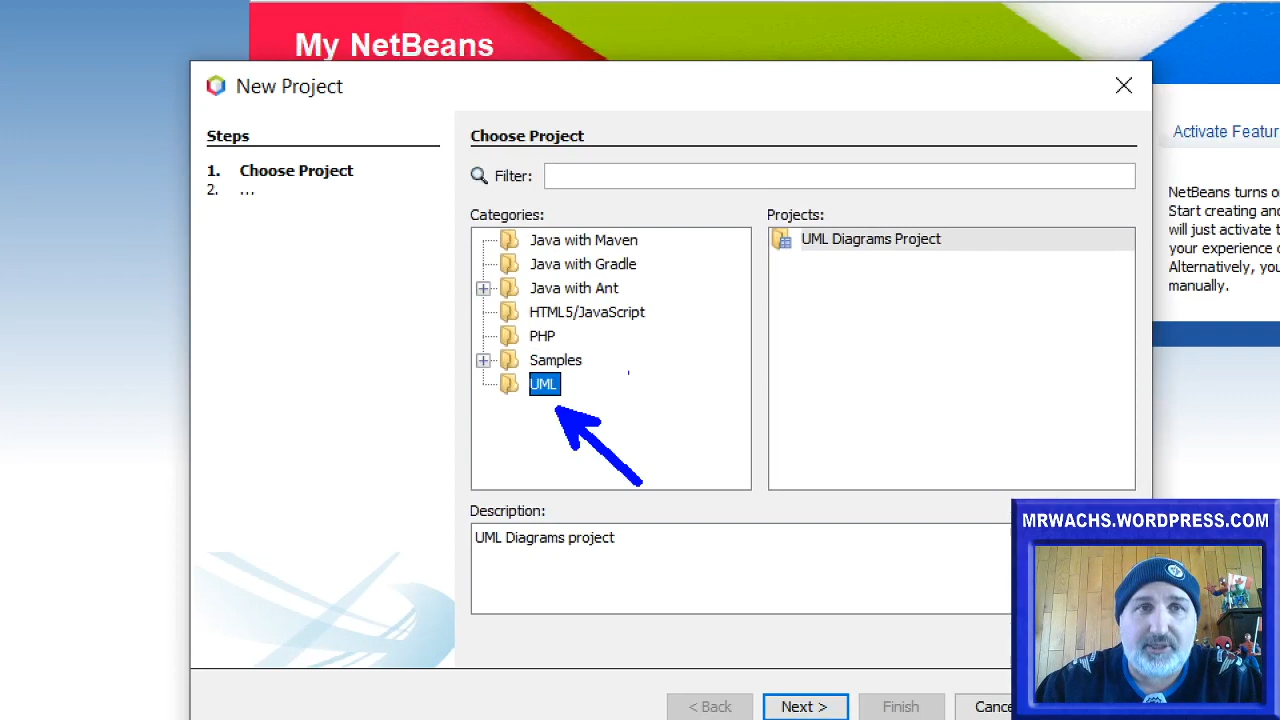 My NetBeans
New Project
Steps
1. Choose Project
2. ...
Choose Project
Filter:
Categories:
Java with Maven
Java with Gradle
Java with Ant
HTML5/JavaScript
PHP
Samples
UML
Projects:
UML Diagrams Project
Description:
UML Diagrams project
< Back
Next >
Finish
Cance
Activate Featur
NetBeans turns o
Start creating and
will just activate t
your experience
Alternatively, you
manually.
MRWACHS.WORDPRESS.COM